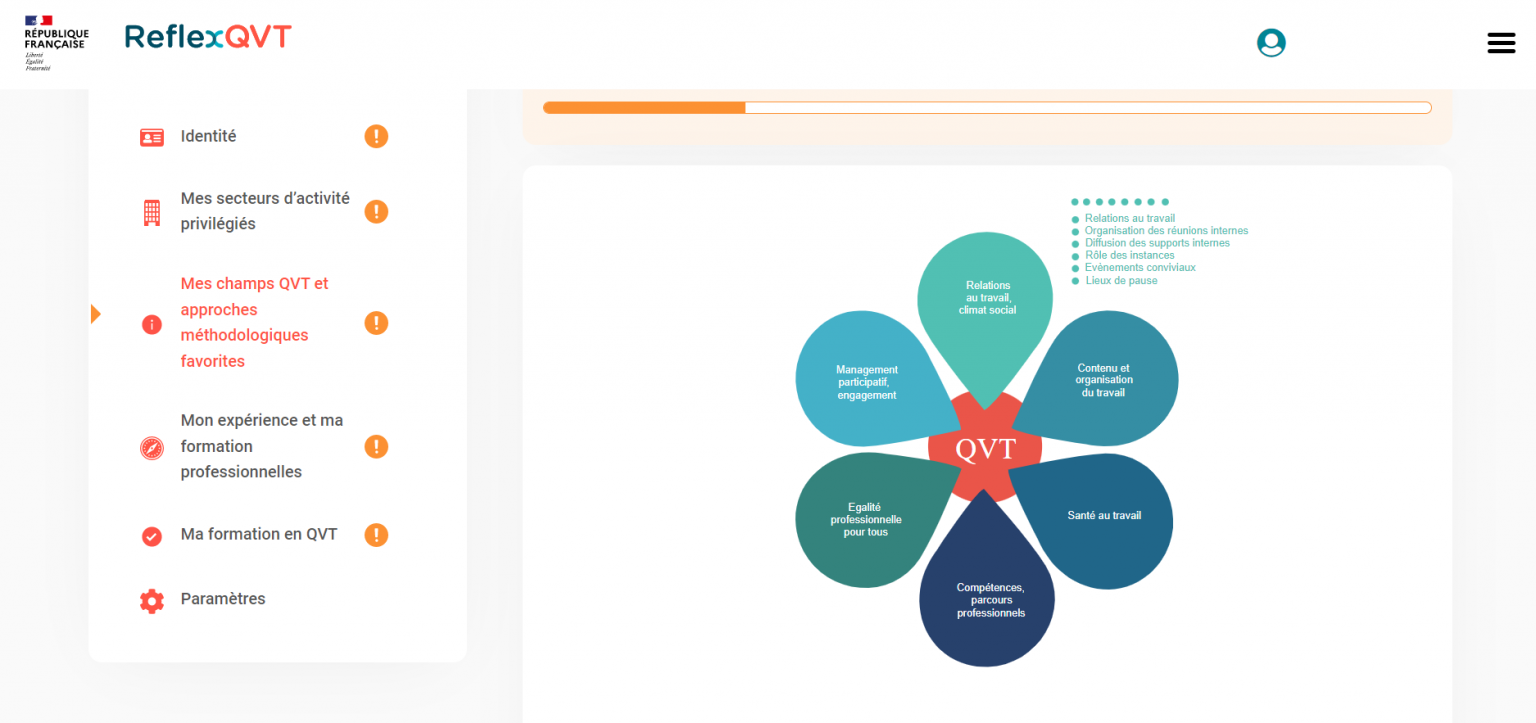 RÉPUBLIQUE
FRANÇAISE
Liberté
Égalité
Fraternité
ReflexQVT
Identité
Mes secteurs d’activité
privilégiés
Mes champs QVT et
approches
méthodologiques
favorites
Mon expérience et ma
formation
professionnelles
Ma formation en QVT
Paramètres
Relations au travail
Organisation des réunions internes
Diffusion des supports internes
Rôle des instances
Evènements conviviaux
Lieux de pause
Relations
au travail,
climat social
Management
participatif,
engagement
Contenu et
organisation
du travail
QVT
Egalité
professionnelle
pour tous
Santé au travail
Compétences,
parcours
professionnels